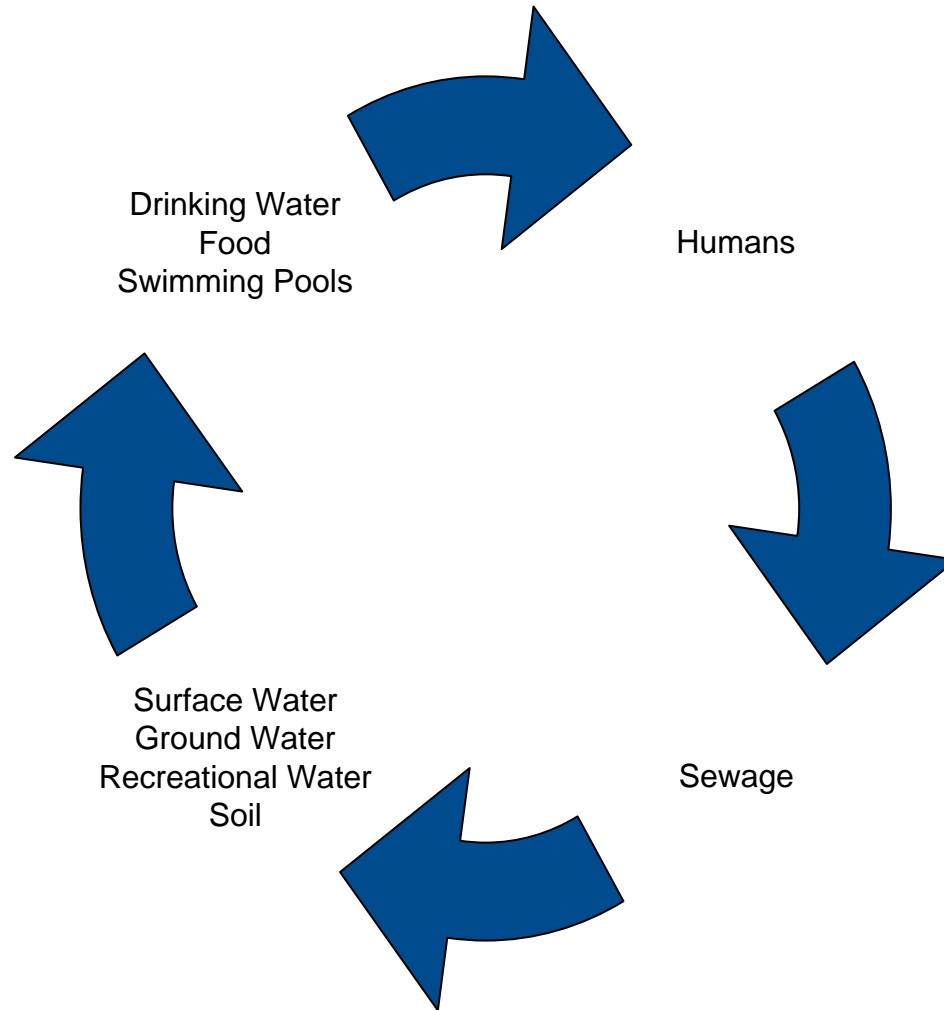 Drinking Water
Food
Swimming Pools
Humans
Surface Water
Ground Water
Recreational Water
Soil
Sewage